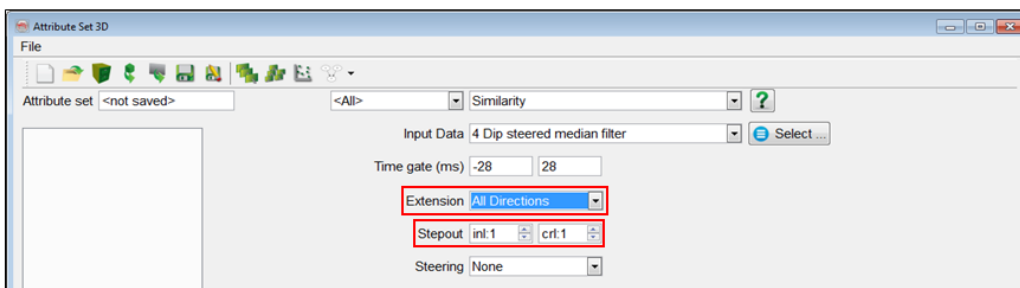 Attribute Set 3D
File
Attribute set <not saved> <All> Similarity ?
Input Data 4 Dip steered median filter Select ...
Time gate (ms) -28 28
Extension All Directions
Stepout inl:1 crl:1
Steering None